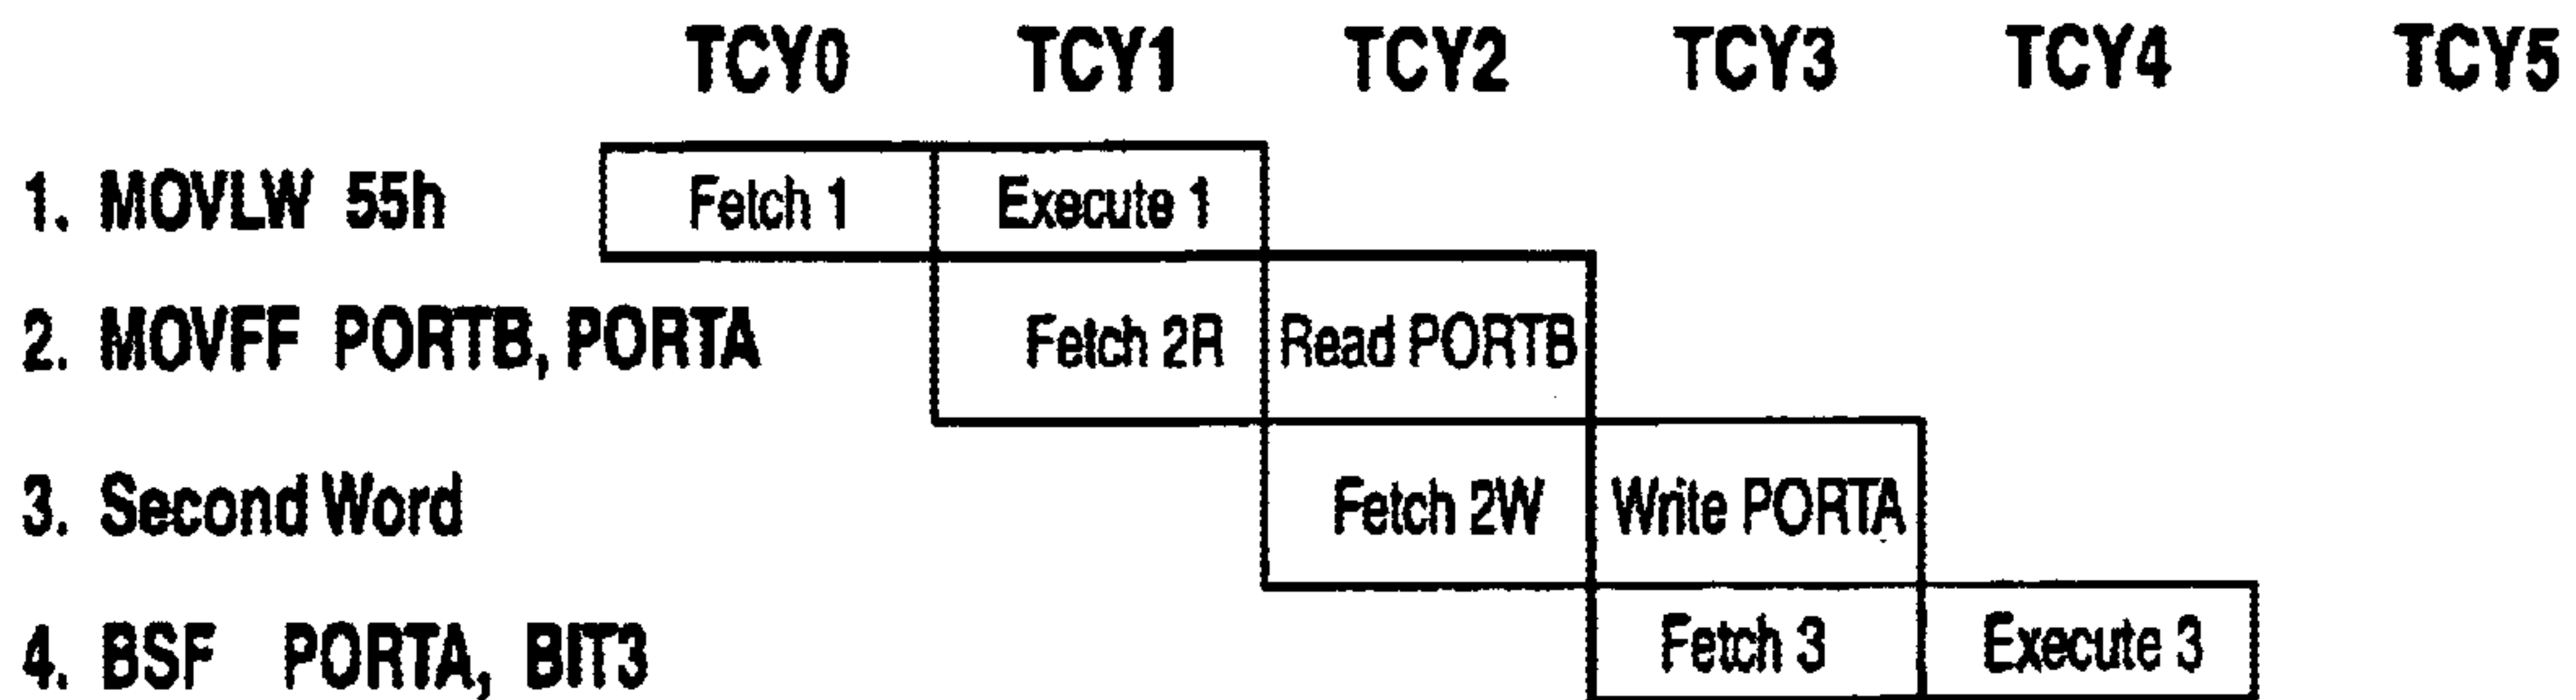 TCY0 TCY1 TCY2 TCY3 TCY4 TCY5
1. MOVLW 55h Fetch 1 Execute 1
2. MOVFF PORTB, PORTA Fetch 2R Read PORTB
3. Second Word Fetch 2W Write PORTA
4. BSF PORTA, BIT3 Fetch 3 Execute 3